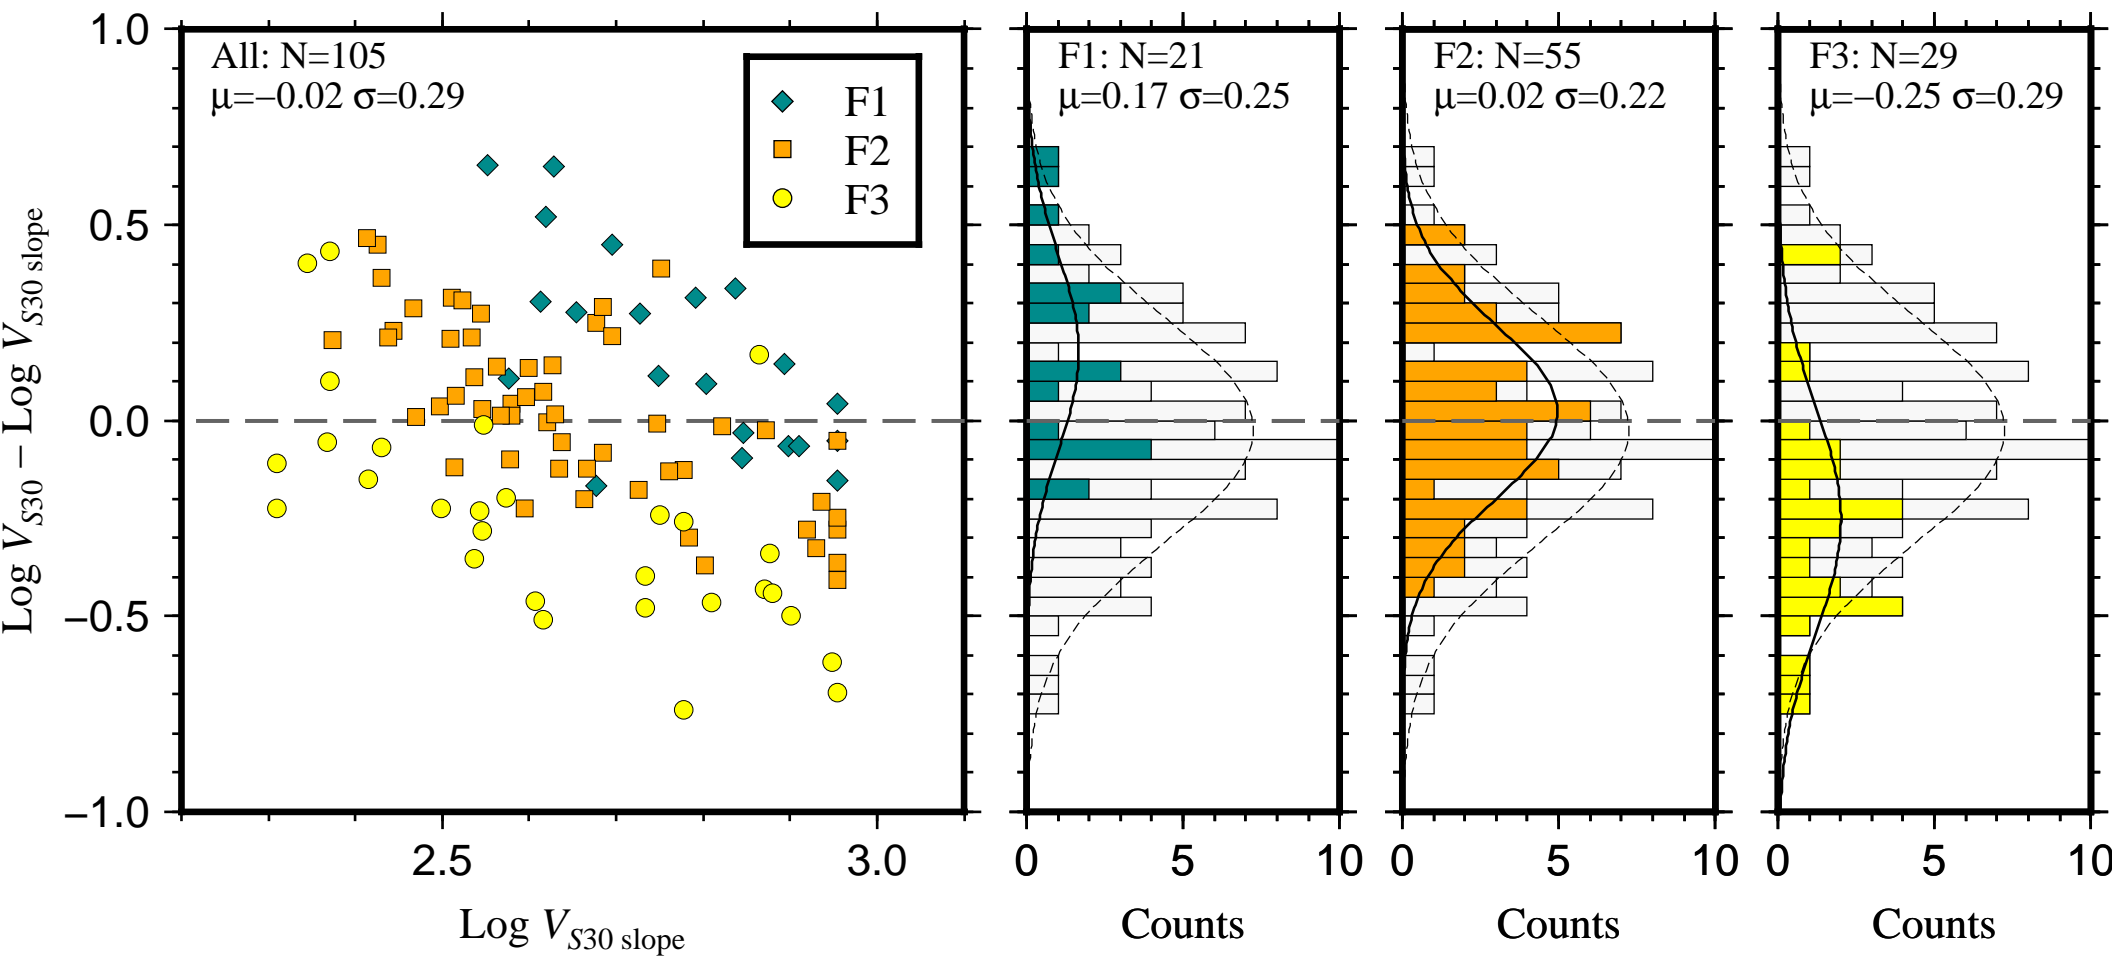 All: N=105
μ=−0.02 σ=0.29
F1
F2
F3
F1: N=21
μ=0.17 σ=0.25
F2: N=55
μ=0.02 σ=0.22
F3: N=29
μ=−0.25 σ=0.29
1.0
0.5
0.0
−0.5
−1.0
Log VS30 − Log VS30 slope
2.5 3.0
0 5 10
0 5 10
0 5 10
Log VS30 slope
Counts
Counts
Counts